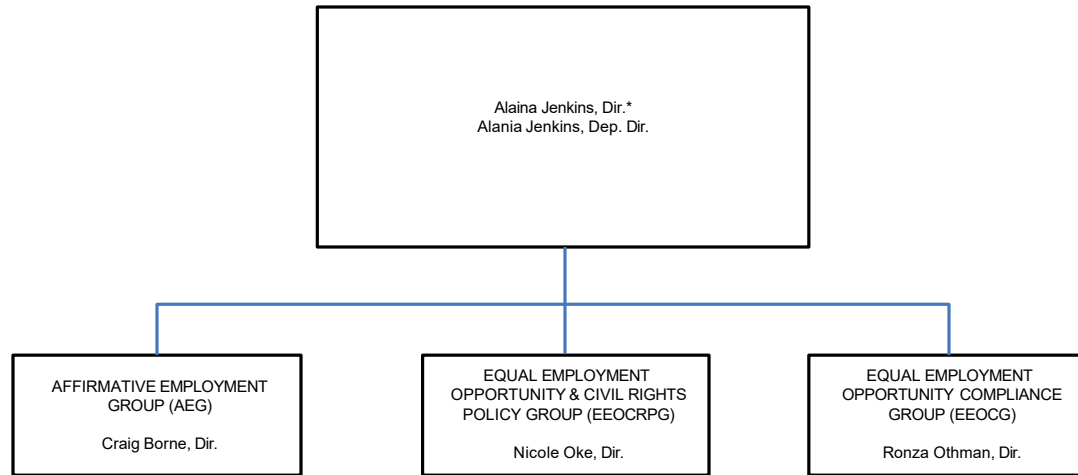 Alaina Jenkins, Dir.*
Alania Jenkins, Dep. Dir.
AFFIRMATIVE EMPLOYMENT
GROUP (AEG)
Craig Borne, Dir.
EQUAL EMPLOYMENT
OPPORTUNITY & CIVIL RIGHTS
POLICY GROUP (EEOCRPG)
Nicole Oke, Dir.
EQUAL EMPLOYMENT
OPPORTUNITY COMPLIANCE
GROUP (EEOCG)
Ronza Othman, Dir.